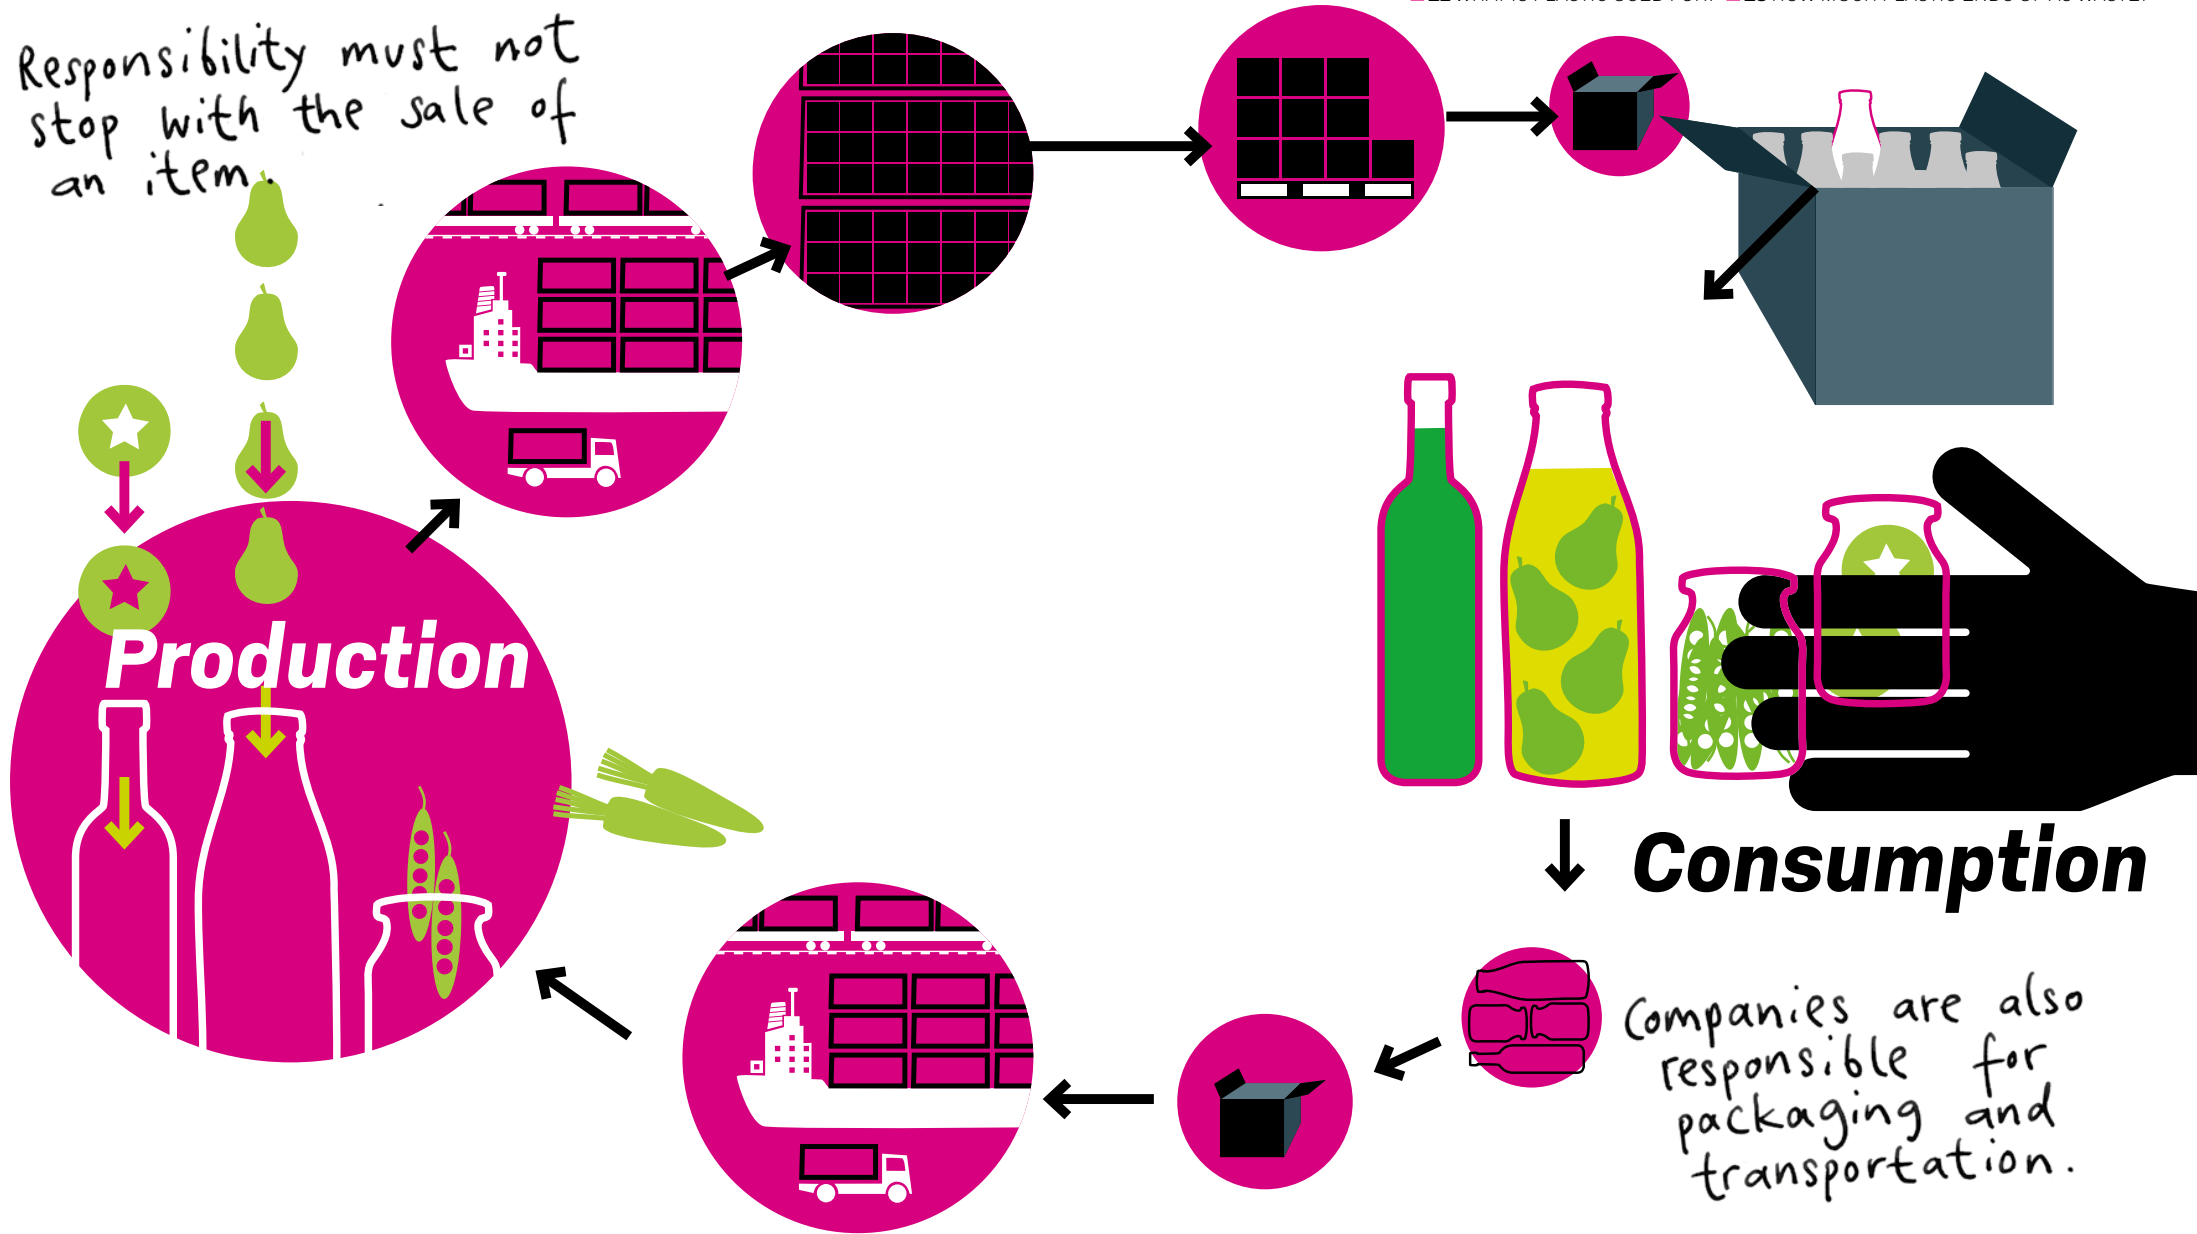 Responsibility must not
stop with the sale of
an item.
Production
Consumption
Companies are also
responsible for
packaging and
transportation.